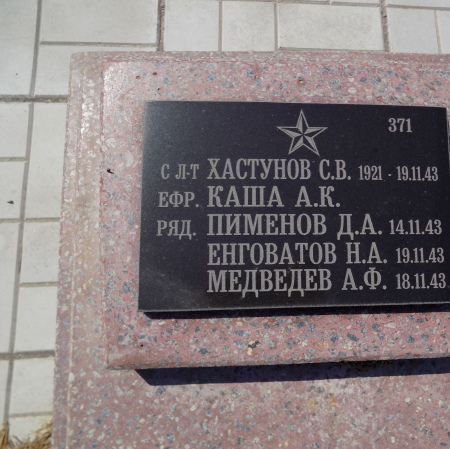 371
С Л-Т ХАСТУНОВ С.В. 1921 - 19.11.43
ЕФР. КАША А.К.
РЯД. ПИМЕНОВ Д.А. 14.11.43
ЕНГОВАТОВ Н.А. 19.11.43
МЕДВЕДЕВ А.Ф. 18.11.43